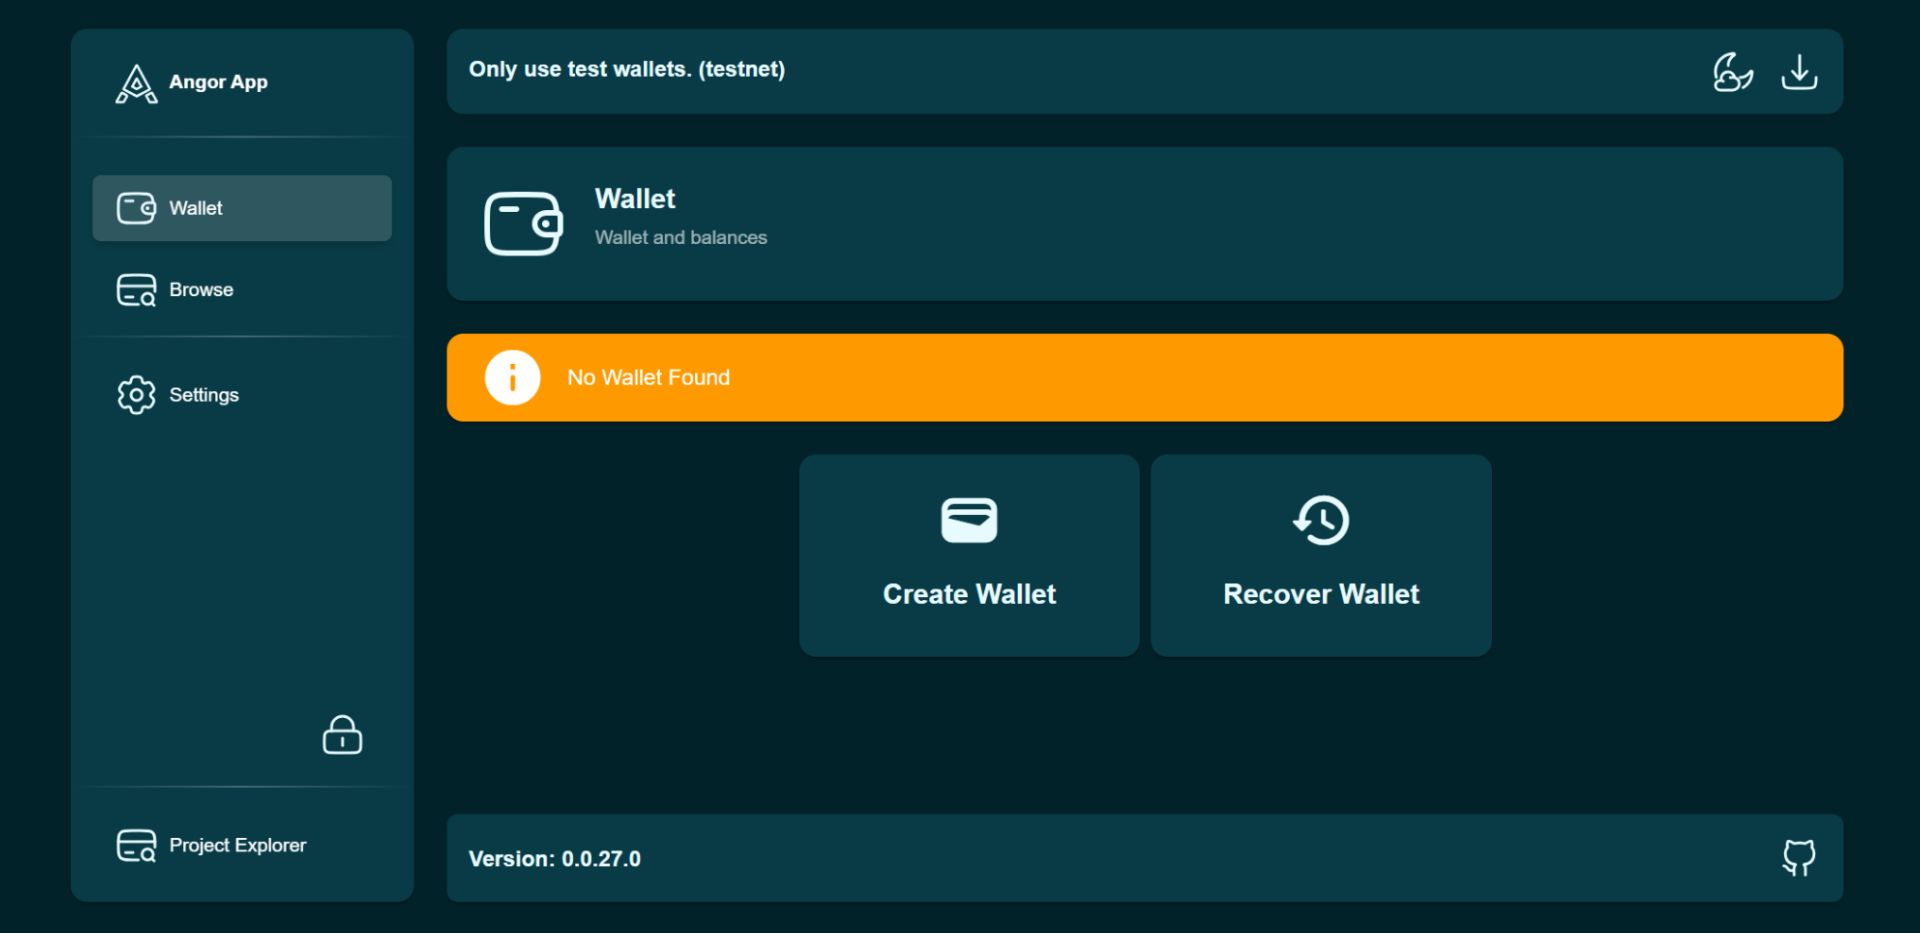 Angor App
Wallet
Browse
Settings
Project Explorer
Only use test wallets. (testnet)
Wallet
Wallet and balances
No Wallet Found
Create Wallet
Recover Wallet
Version: 0.0.27.0